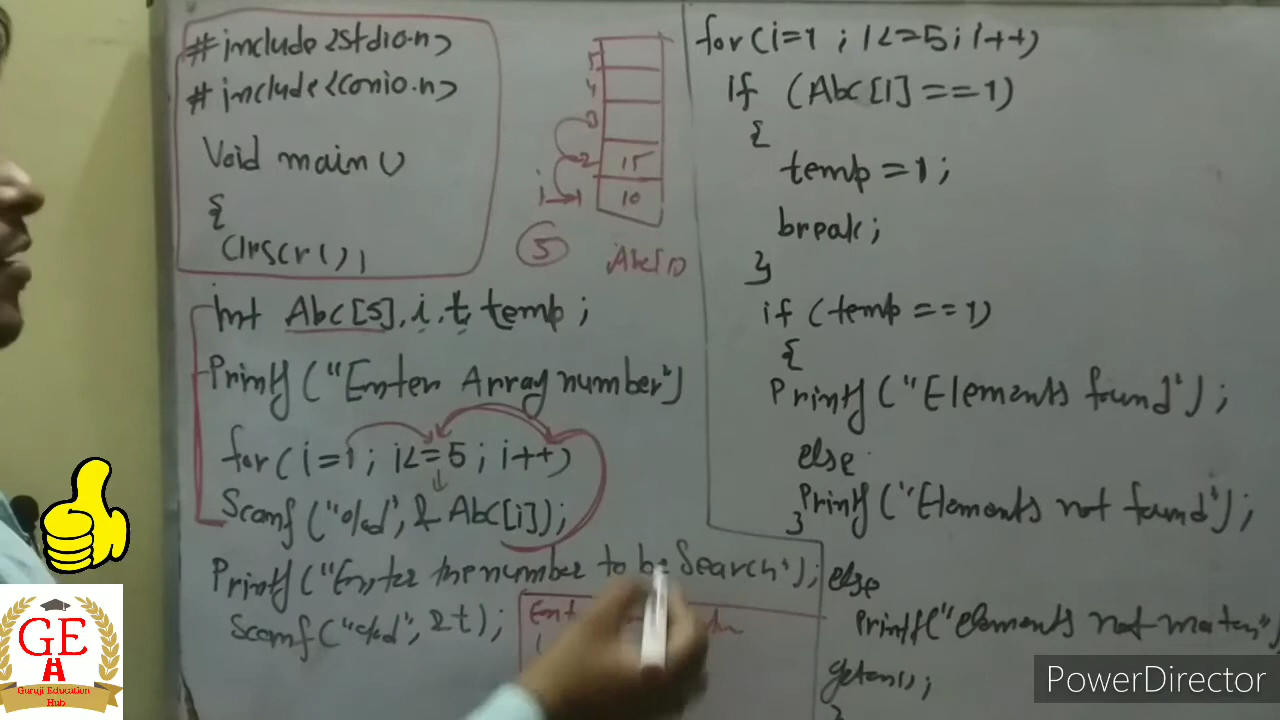 #include<stdio.h>
#include<conio.h>
Void main()
{
Clrscr();
int Abc[5], i, t, temp;
Printf("Enter Array number")
for(i=1; i<=5; i++)
Scanf("%d", & Abc[i]);
Printf("Enter the number to be Search");
Scanf("%d", &t);
5
4
3
2 15
i 1 10
5
Abc[1]
Ent
for(i=1; i<=5; i++)
If (Abc[i]==1)
{
temp=1;
break;
}
if (temp==1)
{
Printf("Elements found");
else
Printf("Elements not found");
}
else
Printf("elements not match")
getch();
}
GE
H
Guruji Education
Hub
PowerDirector